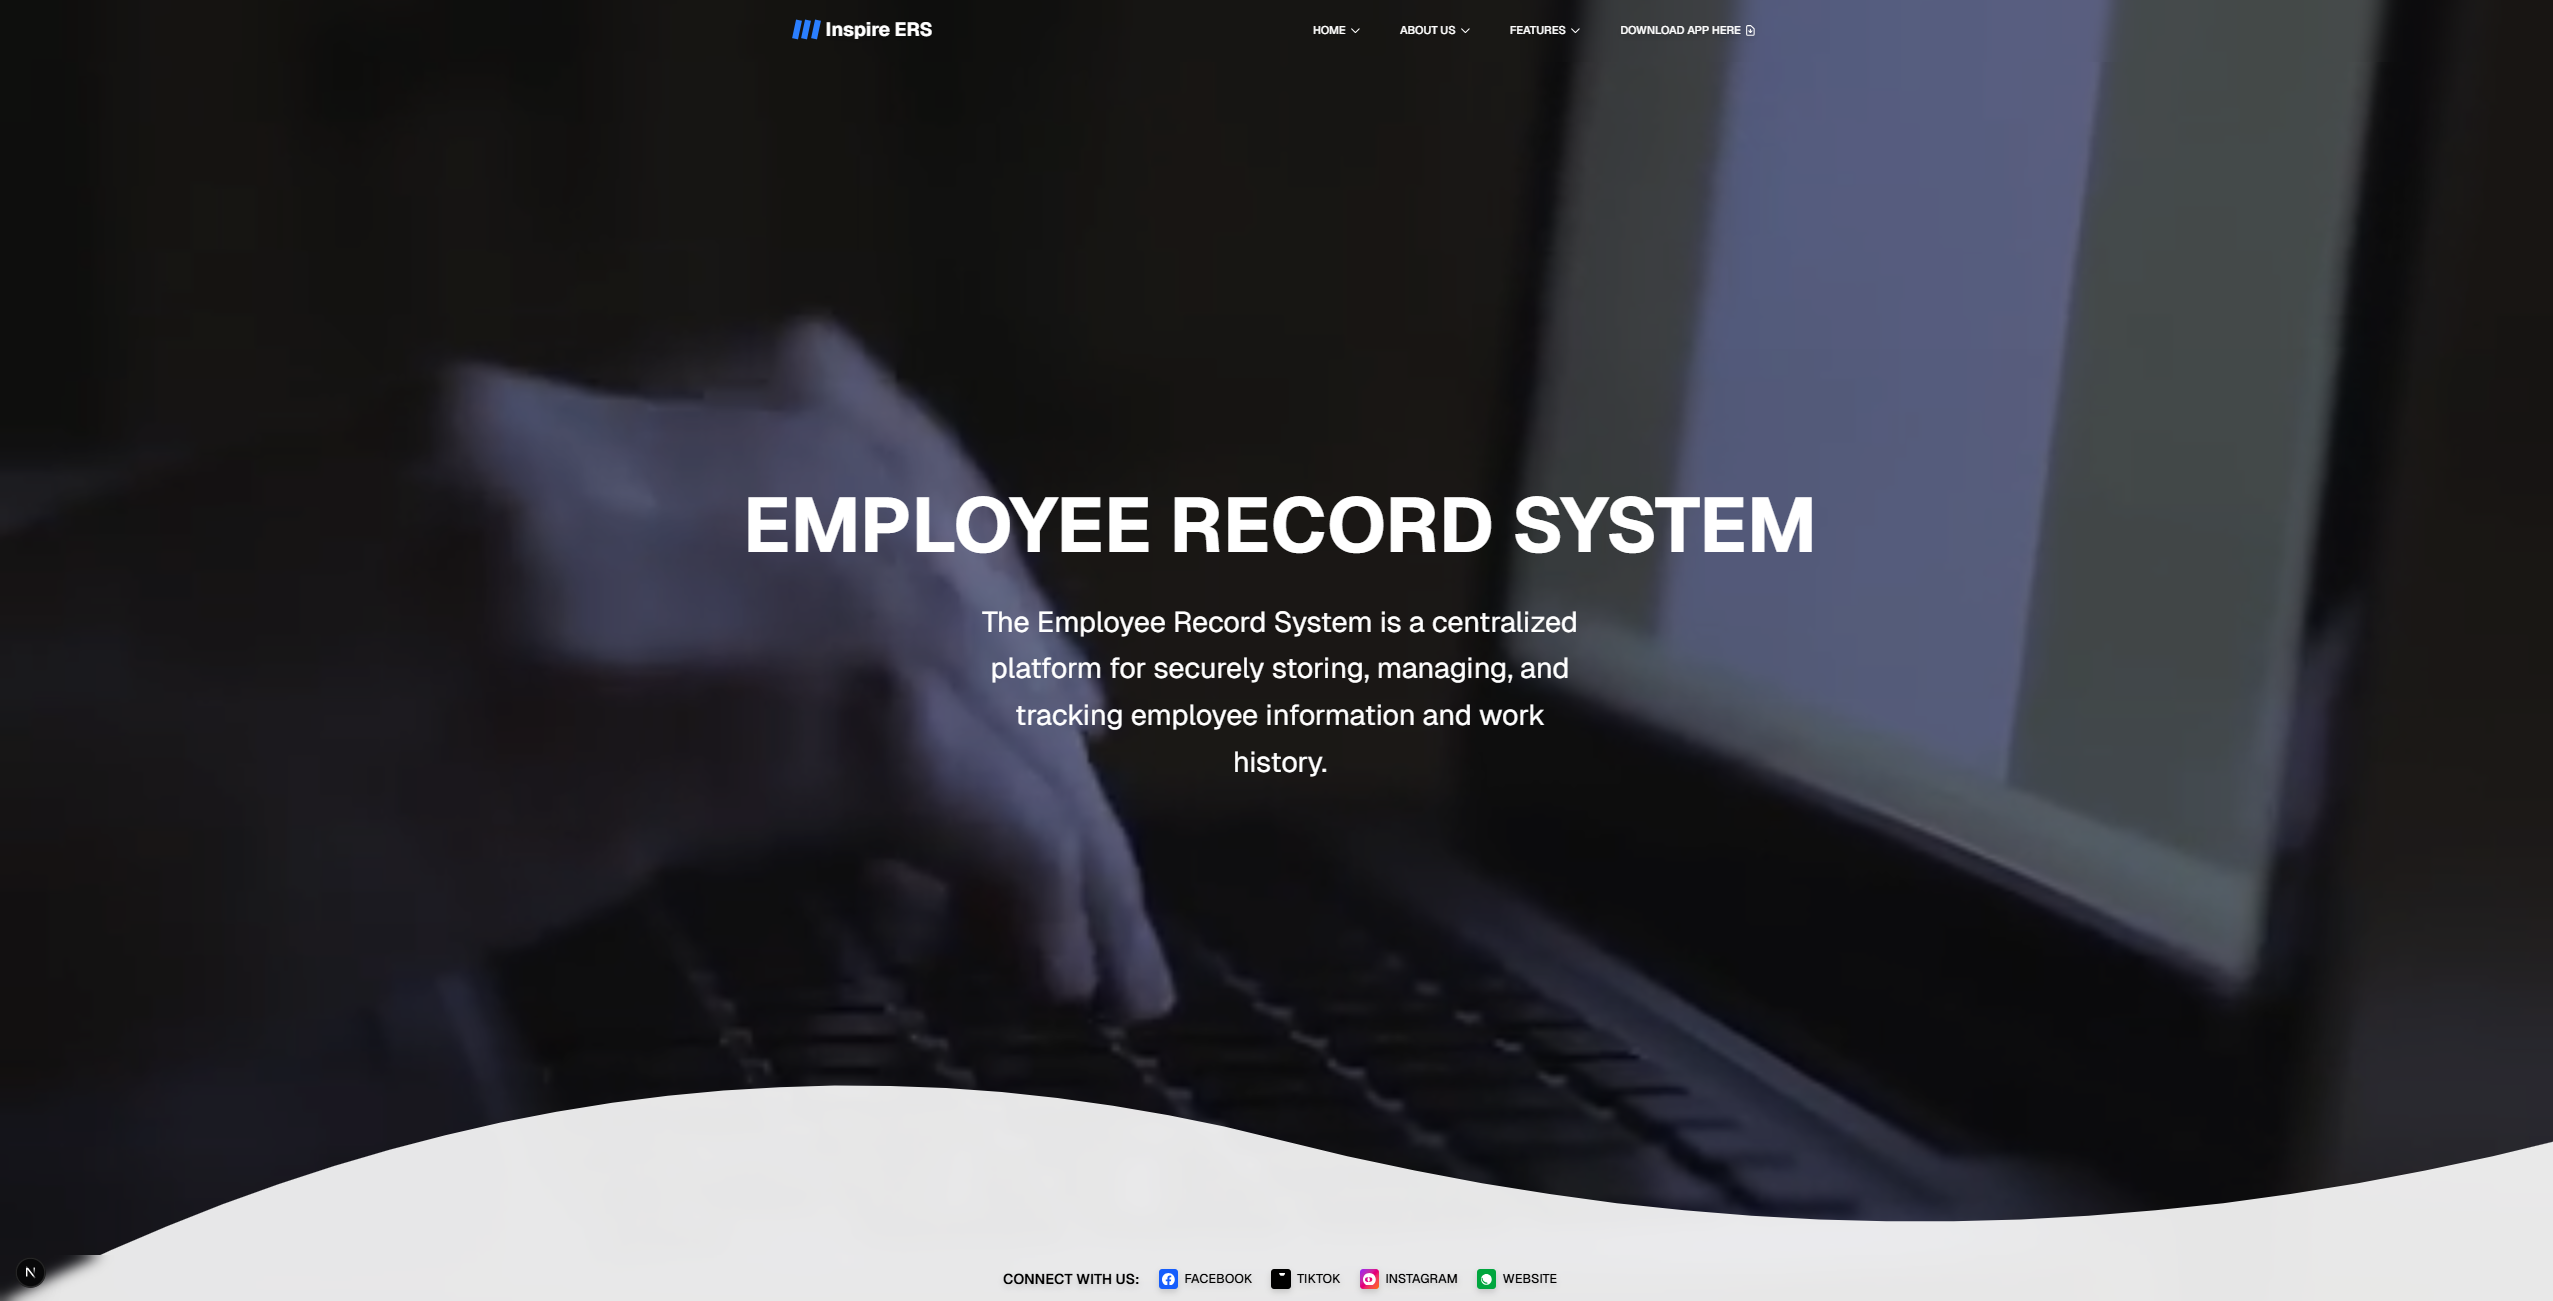 Inspire ERS
HOME
ABOUT US
FEATURES
DOWNLOAD APP HERE
EMPLOYEE RECORD SYSTEM
The Employee Record System is a centralized
platform for securely storing, managing, and
tracking employee information and work
history.
N
CONNECT WITH US:
FACEBOOK
TIKTOK
INSTAGRAM
WEBSITE